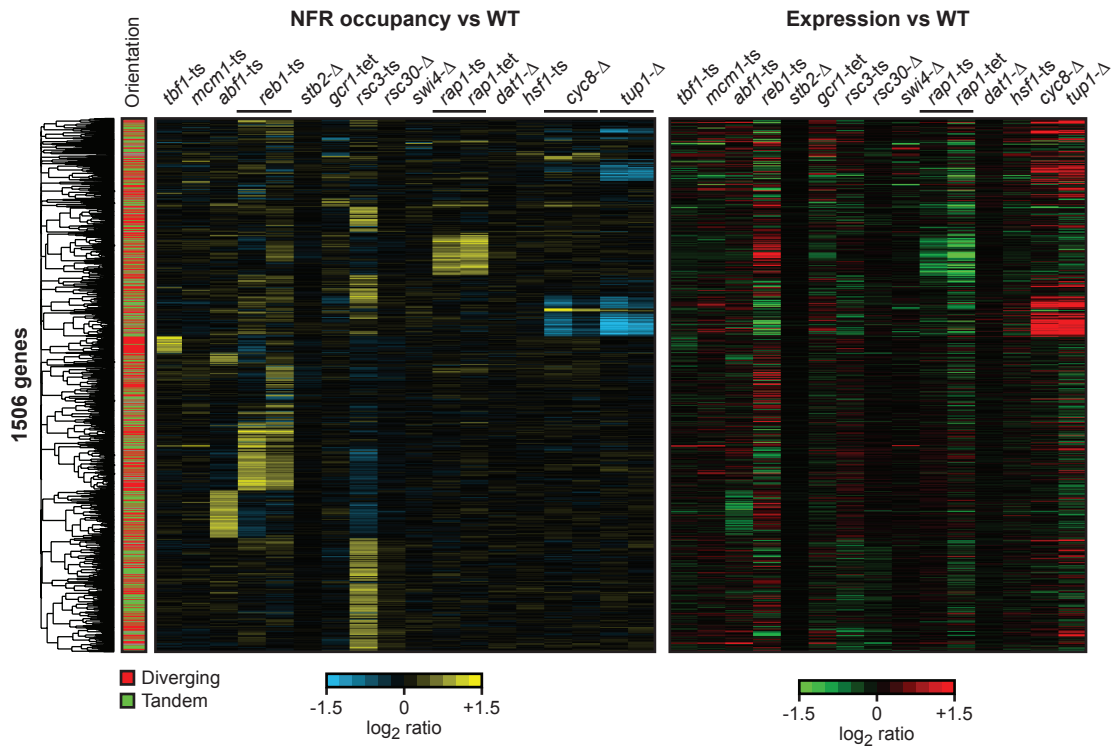 NFR occupancy vs WT
Expression vs WT
Orientation
tbf1-ts
mcm1-ts
abf1-ts
reb1-ts
stb2-Δ
gcr1-tet
rsc3-ts
rsc30-Δ
swi4-Δ
rap1-ts
rap1-tet
dat1-Δ
hsf1-ts
cyc8-Δ
tup1-Δ
tbf1-ts
mcm1-ts
abf1-ts
reb1-ts
stb2-Δ
gcr1-tet
rsc3-ts
rsc30-Δ
swi4-Δ
rap1-ts
rap1-tet
dat1-Δ
hsf1-ts
cyc8-Δ
tup1-Δ
1506 genes
Diverging
Tandem
-1.5 0 +1.5
log2 ratio
-1.5 0 +1.5
log2 ratio